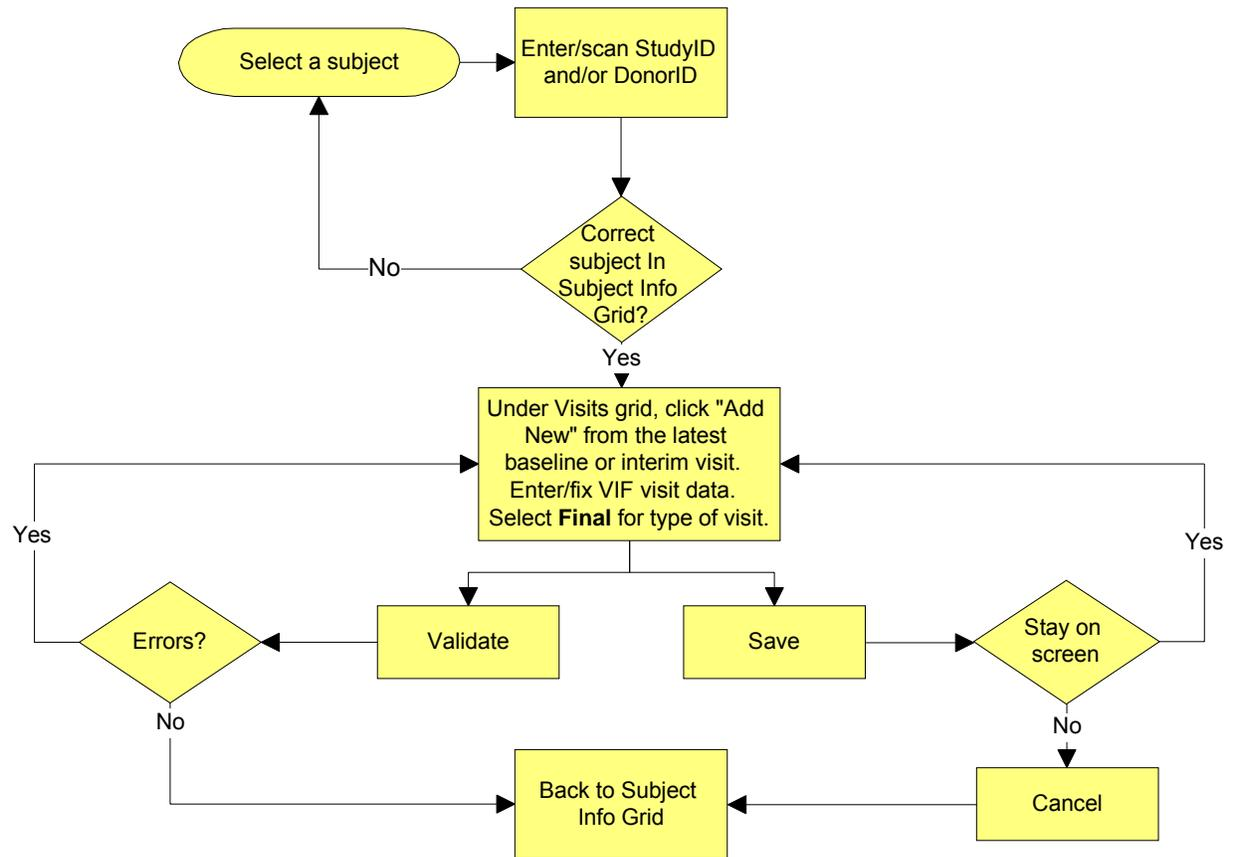 Select a subject
Enter/scan StudyID
and/or DonorID
Correct
subject In
Subject Info
Grid?
No
Yes
Under Visits grid, click "Add
New" from the latest
baseline or interim visit.
Enter/fix VIF visit data.
Select Final for type of visit.
Yes
Yes
Errors?
Validate
Save
Stay on
screen
No
No
Back to Subject
Info Grid
Cancel